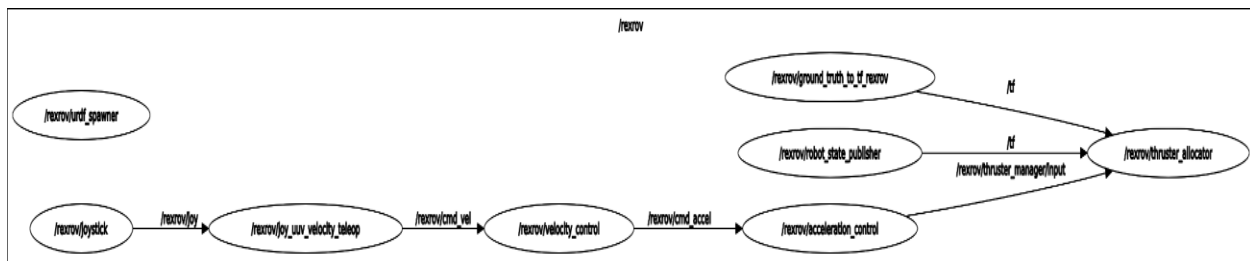 /rexrov
/rexrov/ground_truth_to_tf_rexrov
/tf
/rexrov/urdf_spawner
/rexrov/robot_state_publisher
/tf
/rexrov/thruster_allocator
/rexrov/thruster_manager/input
/rexrov/joystick
/rexrov/joy
/rexrov/joy_uuv_velocity_teleop
/rexrov/cmd_vel
/rexrov/velocity_control
/rexrov/cmd_accel
/rexrov/acceleration_control